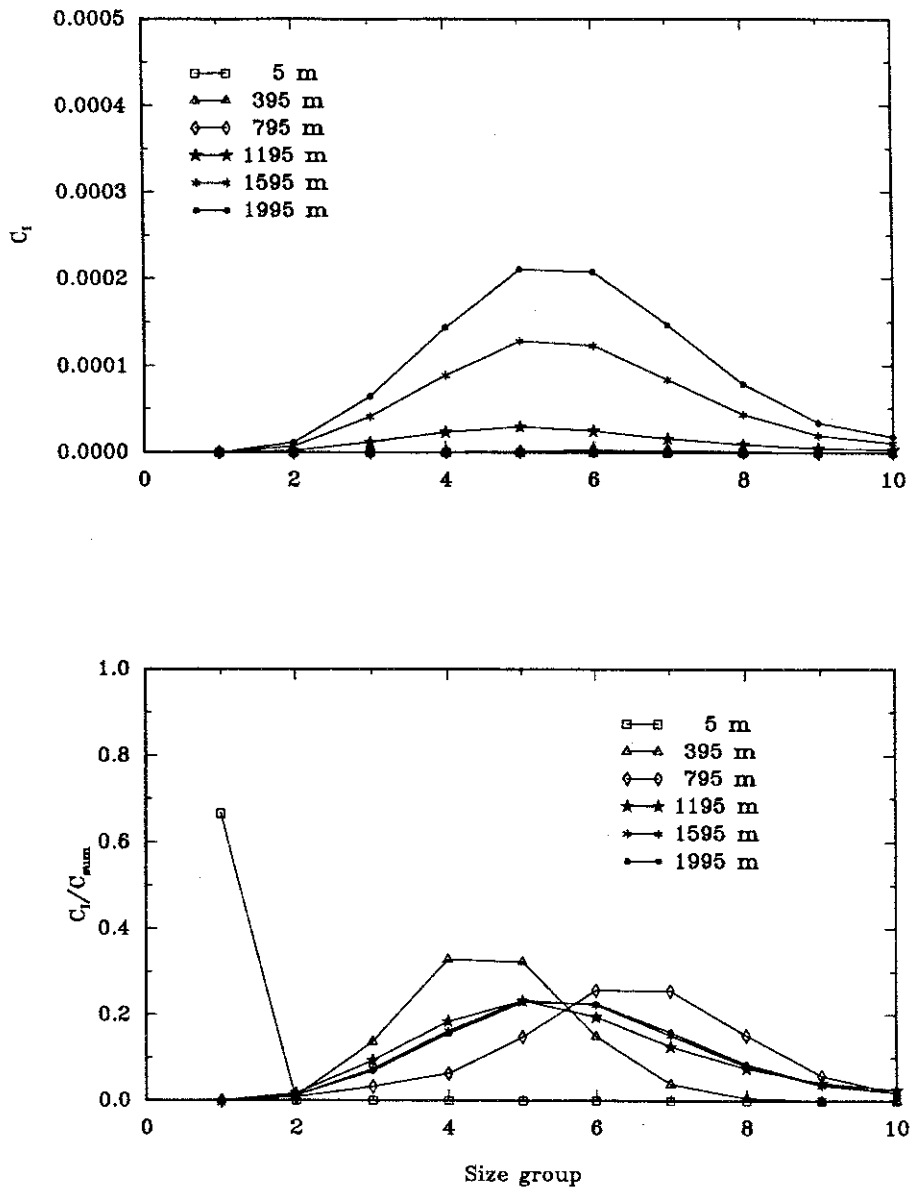 0.0005
0.0004
0.0003
0.0002
0.0001
0.0000
C_I
5 m
395 m
795 m
1195 m
1595 m
1995 m
0 2 4 6 8 10
1.0
0.8
0.6
0.4
0.2
0.0
C_I/C_sum
5 m
395 m
795 m
1195 m
1595 m
1995 m
0 2 4 6 8 10
Size group